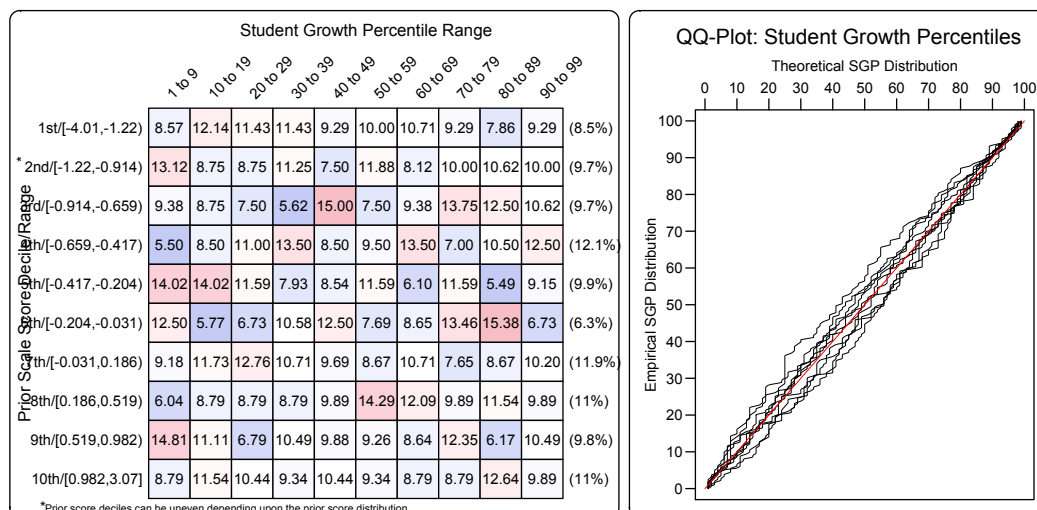 Student Growth Percentile Range
1 to 9 10 to 19 20 to 29 30 to 39 40 to 49 50 to 59 60 to 69 70 to 79 80 to 89 90 to 99
Prior Scale Score Decile/Range
1st/[-4.01,-1.22) 8.57 12.14 11.43 11.43 9.29 10.00 10.71 9.29 7.86 9.29 (8.5%)
* 2nd/[-1.22,-0.914) 13.12 8.75 8.75 11.25 7.50 11.88 8.12 10.00 10.62 10.00 (9.7%)
3rd/[-0.914,-0.659) 9.38 8.75 7.50 5.62 15.00 7.50 9.38 13.75 12.50 10.62 (9.7%)
4th/[-0.659,-0.417) 5.50 8.50 11.00 13.50 8.50 9.50 13.50 7.00 10.50 12.50 (12.1%)
5th/[-0.417,-0.204) 14.02 14.02 11.59 7.93 8.54 11.59 6.10 11.59 5.49 9.15 (9.9%)
6th/[-0.204,-0.031) 12.50 5.77 6.73 10.58 12.50 7.69 8.65 13.46 15.38 6.73 (6.3%)
7th/[-0.031,0.186) 9.18 11.73 12.76 10.71 9.69 8.67 10.71 7.65 8.67 10.20 (11.9%)
8th/[0.186,0.519) 6.04 8.79 8.79 8.79 9.89 14.29 12.09 9.89 11.54 9.89 (11%)
9th/[0.519,0.982) 14.81 11.11 6.79 10.49 9.88 9.26 8.64 12.35 6.17 10.49 (9.8%)
10th/[0.982,3.07] 8.79 11.54 10.44 9.34 10.44 9.34 8.79 8.79 12.64 9.89 (11%)
*Prior score deciles can be uneven depending upon the prior score distribution
QQ-Plot: Student Growth Percentiles
Theoretical SGP Distribution
0 10 20 30 40 50 60 70 80 90 100
Empirical SGP Distribution
100
90
80
70
60
50
40
30
20
10
0